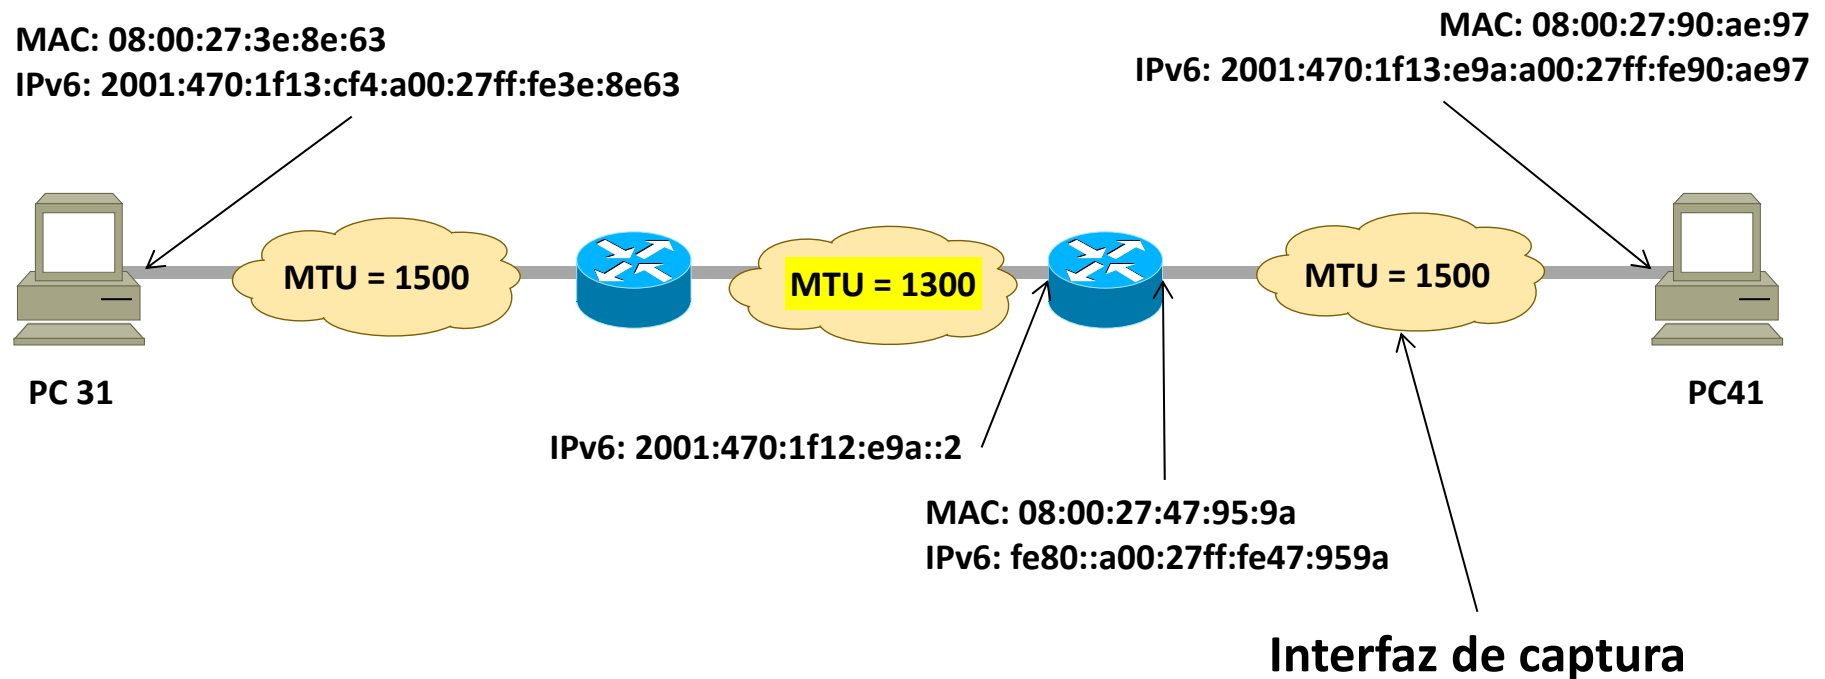 MAC: 08:00:27:3e:8e:63
IPv6: 2001:470:1f13:cf4:a00:27ff:fe3e:8e63
MAC: 08:00:27:90:ae:97
IPv6: 2001:470:1f13:e9a:a00:27ff:fe90:ae97
MTU = 1500
MTU = 1300
MTU = 1500
PC 31
PC41
IPv6: 2001:470:1f12:e9a::2
MAC: 08:00:27:47:95:9a
IPv6: fe80::a00:27ff:fe47:959a
Interfaz de captura